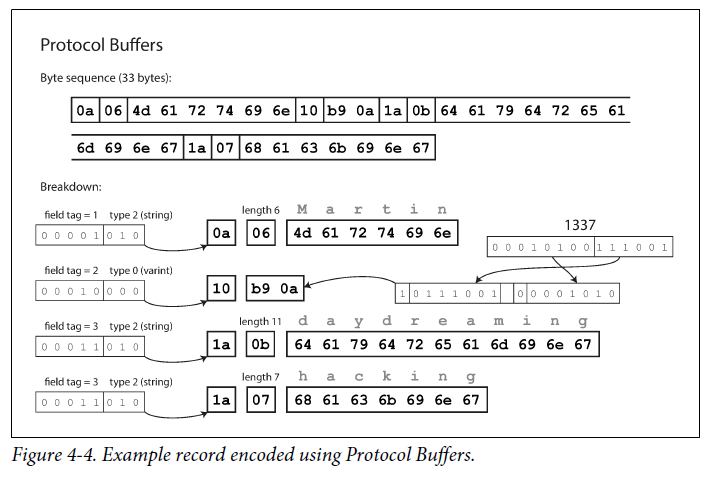 Protocol Buffers
Byte sequence (33 bytes):
0a 06 4d 61 72 74 69 6e 10 b9 0a 1a 0b 64 61 79 64 72 65 61
6d 69 6e 67 1a 07 68 61 63 6b 69 6e 67
Breakdown:
field tag = 1 type 2 (string)
0 0 0 0 1 0 1 0
0a
length 6
06
M a r t i n
4d 61 72 74 69 6e
1337
0 0 0 1 0 1 0 0 1 1 1 0 0 1
field tag = 2 type 0 (varint)
0 0 0 1 0 0 0 0
10
b9 0a
1 0 1 1 1 0 0 1 0 0 0 0 1 0 1 0
field tag = 3 type 2 (string)
0 0 0 1 1 0 1 0
1a
length 11
0b
d a y d r e a m i n g
64 61 79 64 72 65 61 6d 69 6e 67
field tag = 3 type 2 (string)
0 0 0 1 1 0 1 0
1a
length 7
07
h a c k i n g
68 61 63 6b 69 6e 67
Figure 4-4. Example record encoded using Protocol Buffers.